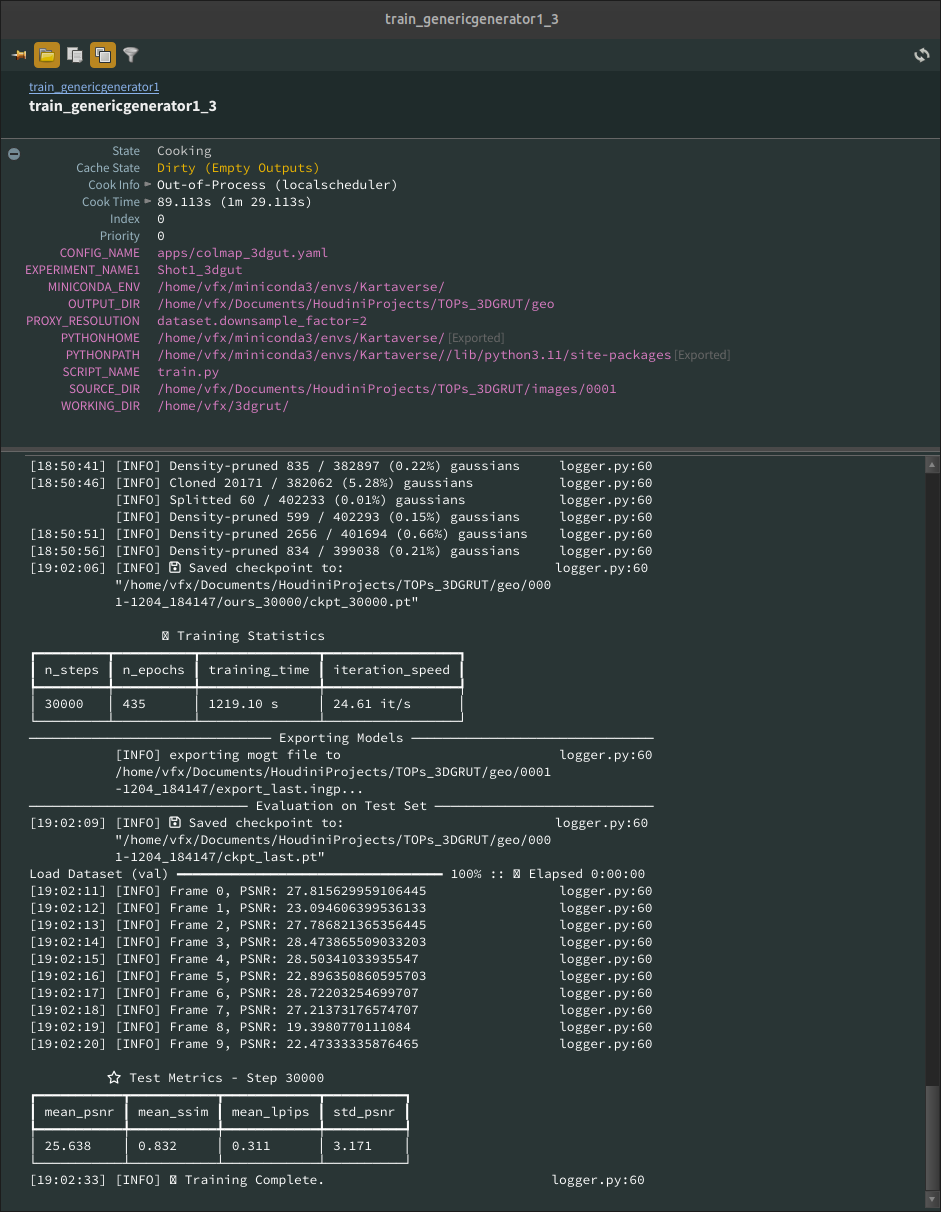 train_genericgenerator1_3
train_genericgenerator1
train_genericgenerator1_3
State Cooking
Cache State Dirty (Empty Outputs)
Cook Info Out-of-Process (localscheduler)
Cook Time 89.113s (1m 29.113s)
Index 0
Priority 0
CONFIG_NAME apps/colmap_3dgut.yaml
EXPERIMENT_NAME1 Shot1_3dgut
MINICONDA_ENV /home/vfx/miniconda3/envs/Kartaverse/
OUTPUT_DIR /home/vfx/Documents/HoudiniProjects/TOPs_3DGRUT/geo
PROXY_RESOLUTION dataset.downsample_factor=2
PYTHONHOME /home/vfx/miniconda3/envs/Kartaverse/ [Exported]
PYTHONPATH /home/vfx/miniconda3/envs/Kartaverse//lib/python3.11/site-packages [Exported]
SCRIPT_NAME train.py
SOURCE_DIR /home/vfx/Documents/HoudiniProjects/TOPs_3DGRUT/images/0001
WORKING_DIR /home/vfx/3dgrut/
[18:50:41] [INFO] Density-pruned 835 / 382897 (0.22%) gaussians logger.py:60
[18:50:46] [INFO] Cloned 20171 / 382062 (5.28%) gaussians logger.py:60
[INFO] Splitted 60 / 402233 (0.01%) gaussians logger.py:60
[INFO] Density-pruned 599 / 402293 (0.15%) gaussians logger.py:60
[18:50:51] [INFO] Density-pruned 2656 / 401694 (0.66%) gaussians logger.py:60
[18:50:56] [INFO] Density-pruned 834 / 399038 (0.21%) gaussians logger.py:60
[19:02:06] [INFO] Saved checkpoint to: logger.py:60
"/home/vfx/Documents/HoudiniProjects/TOPs_3DGRUT/geo/000
1-1204_184147/ours_30000/ckpt_30000.pt"
Training Statistics
n_steps n_epochs training_time iteration_speed
30000 435 1219.10 s 24.61 it/s
Exporting Models
[INFO] exporting mogt file to logger.py:60
/home/vfx/Documents/HoudiniProjects/TOPs_3DGRUT/geo/0001
-1204_184147/export_last.ingp...
Evaluation on Test Set
[19:02:09] [INFO] Saved checkpoint to: logger.py:60
"/home/vfx/Documents/HoudiniProjects/TOPs_3DGRUT/geo/000
1-1204_184147/ckpt_last.pt"
Load Dataset (val) 100% :: Elapsed 0:00:00
[19:02:11] [INFO] Frame 0, PSNR: 27.815629959106445 logger.py:60
[19:02:12] [INFO] Frame 1, PSNR: 23.094606399536133 logger.py:60
[19:02:13] [INFO] Frame 2, PSNR: 27.786821365356445 logger.py:60
[19:02:14] [INFO] Frame 3, PSNR: 28.473865509033203 logger.py:60
[19:02:15] [INFO] Frame 4, PSNR: 28.50341033935547 logger.py:60
[19:02:16] [INFO] Frame 5, PSNR: 22.896350860595703 logger.py:60
[19:02:17] [INFO] Frame 6, PSNR: 28.72203254699707 logger.py:60
[19:02:18] [INFO] Frame 7, PSNR: 27.21373176574707 logger.py:60
[19:02:19] [INFO] Frame 8, PSNR: 19.3980770111084 logger.py:60
[19:02:20] [INFO] Frame 9, PSNR: 22.47333335876465 logger.py:60
Test Metrics - Step 30000
mean_psnr mean_ssim mean_lpips std_psnr
25.638 0.832 0.311 3.171
[19:02:33] [INFO] Training Complete. logger.py:60